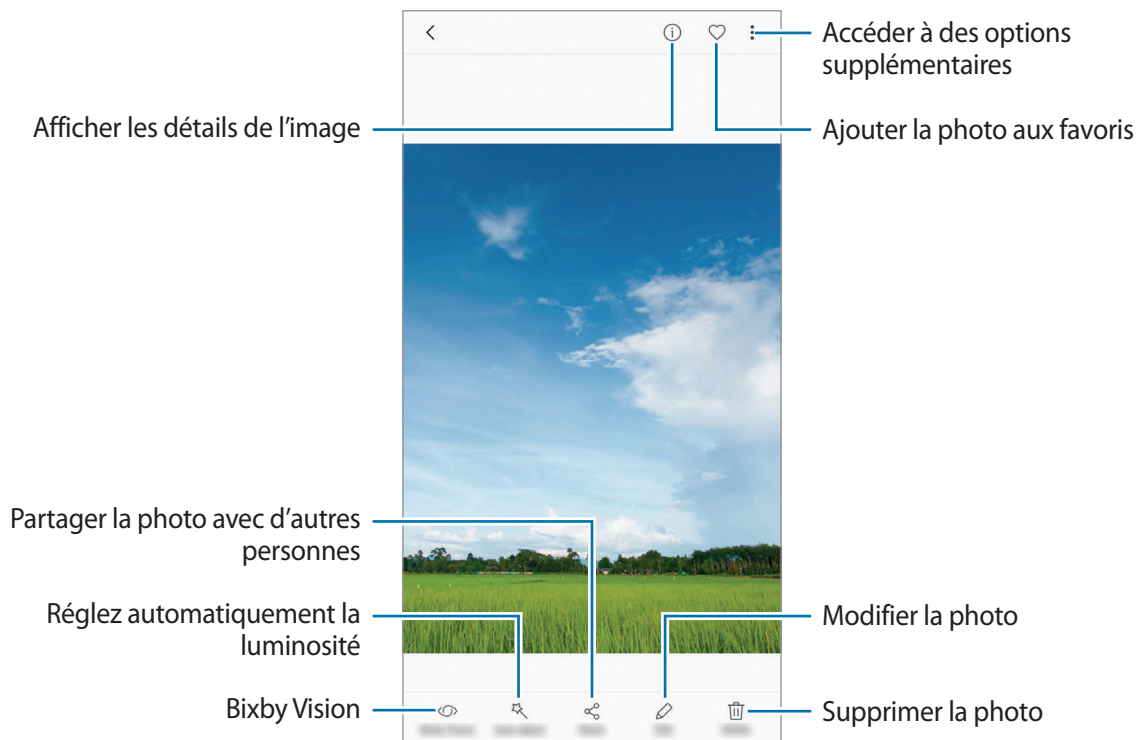 Accéder à des options
supplémentaires
Afficher les détails de l'image
Ajouter la photo aux favoris
Partager la photo avec d'autres
personnes
Réglez automatiquement la
luminosité
Modifier la photo
Bixby Vision
Supprimer la photo